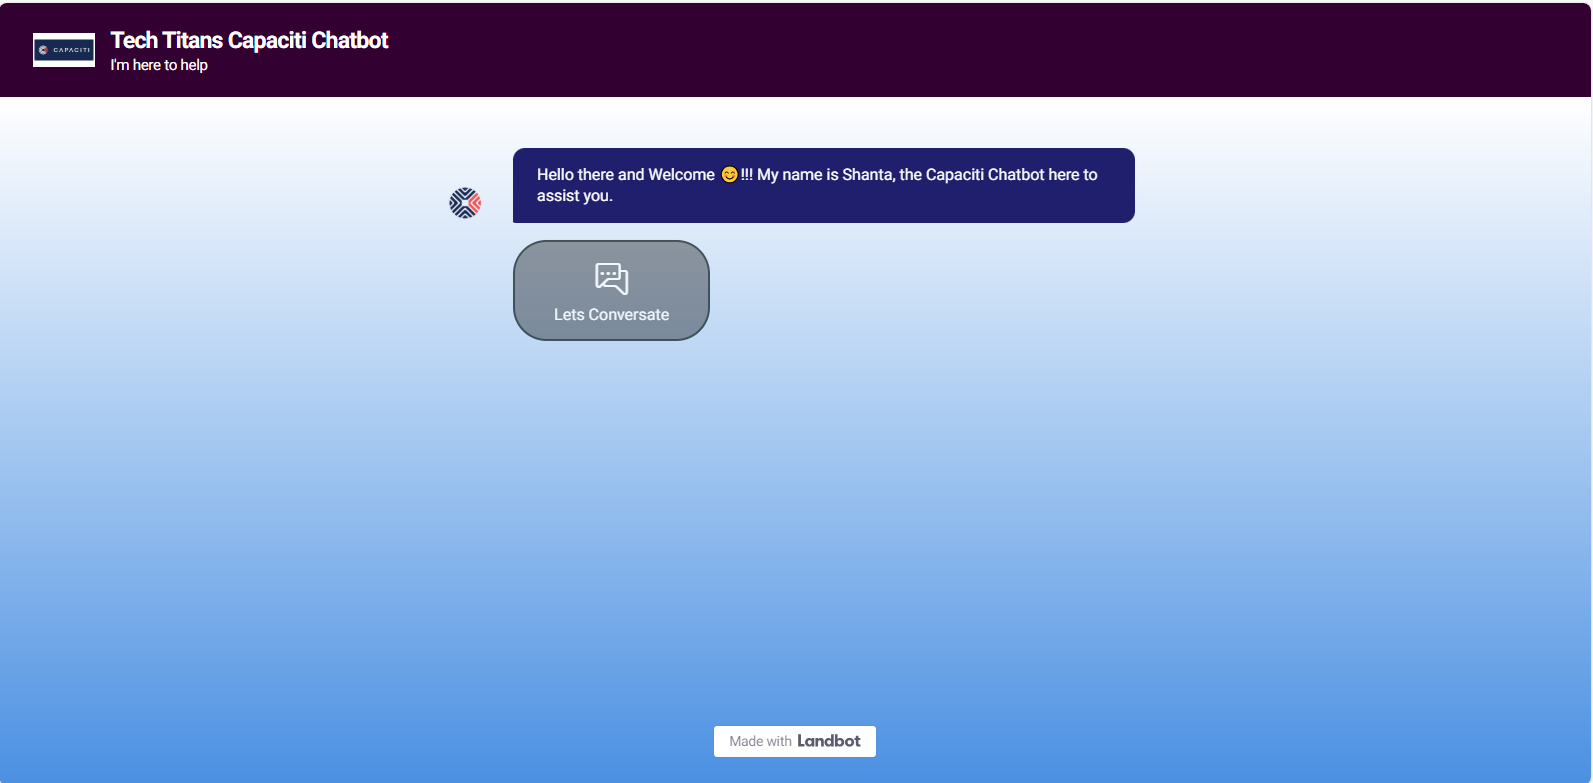 CAPACITI
Tech Titans Capaciti Chatbot
I'm here to help
Hello there and Welcome 😊!!! My name is Shanta, the Capaciti Chatbot here to
assist you.
Lets Conversate
Made with Landbot